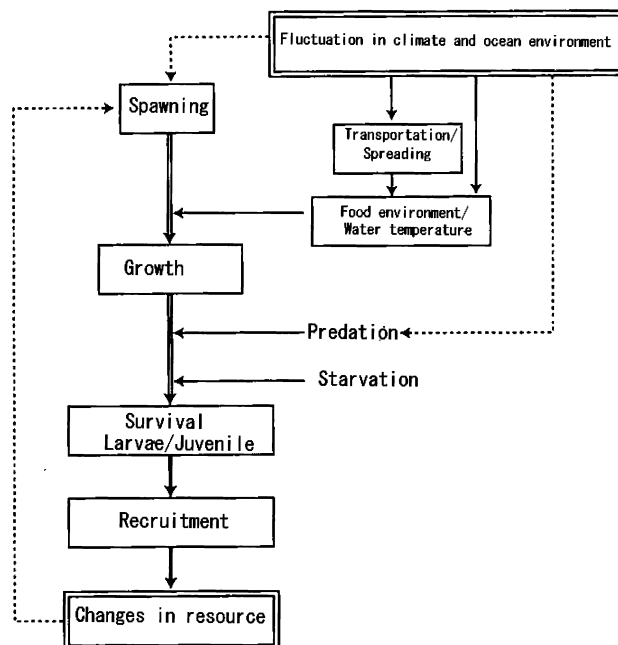 Fluctuation in climate and ocean environment
Spawning
Transportation/
Spreading
Food environment/
Water temperature
Growth
Predation
Starvation
Survival
Larvae/Juvenile
Recruitment
Changes in resource